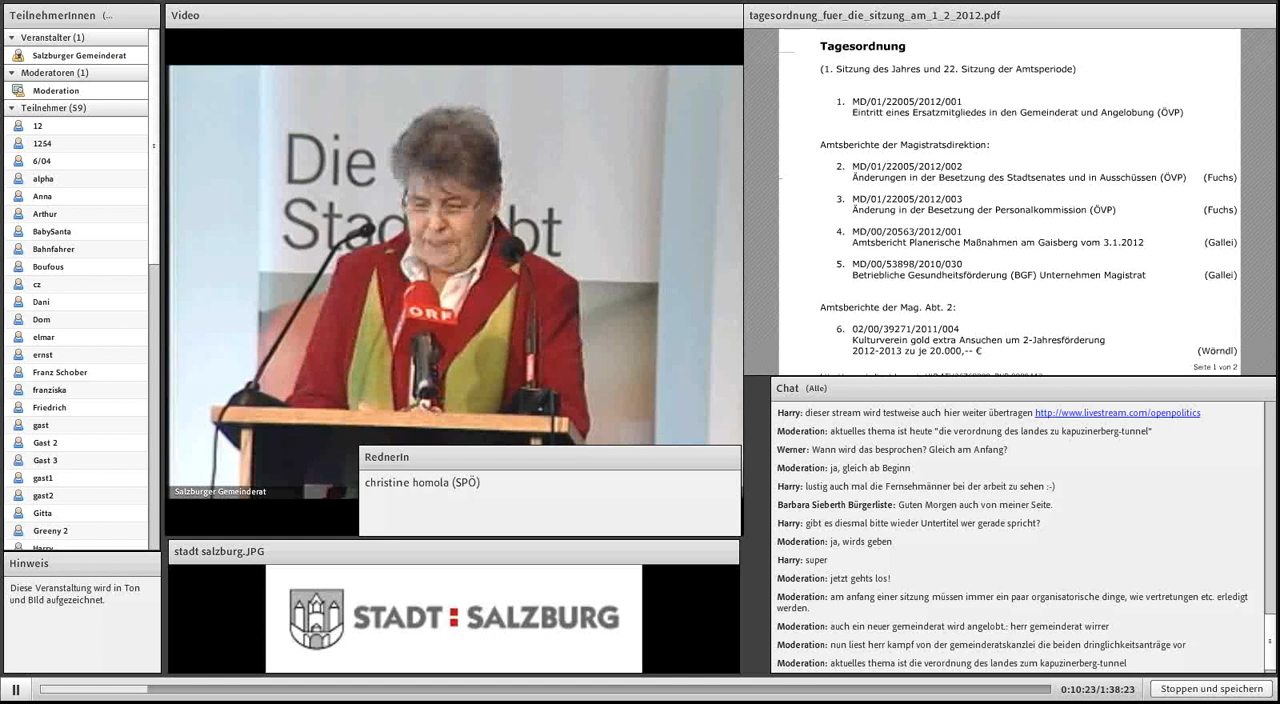 TeilnehmerInnen (...
Veranstalter (1)
Salzburger Gemeinderat
Moderatoren (1)
Moderation
Teilnehmer (59)
12
1254
6/04
alpha
Anna
Arthur
BabySanta
Bahnfahrer
Boufous
cz
Dani
Dom
elmar
ernst
Franz Schober
franziska
Friedrich
gast
Gast 2
Gast 3
gast1
gast2
Gitta
Greeny 2
Harry
Hinweis
Diese Veranstaltung wird in Ton
und BIld aufgezeichnet.
Video
Die
Stad
bt
ORF
Salzburger Gemeinderat
RednerIn
christine homola (SPÖ)
stadt salzburg.JPG
STADT : SALZBURG
tagesordnung_fuer_die_sitzung_am_1_2_2012.pdf
Tagesordnung
(1. Sitzung des Jahres und 22. Sitzung der Amtsperiode)
1. MD/01/22005/2012/001
Eintritt eines Ersatzmitgliedes in den Gemeinderat und Angelobung (ÖVP)
Amtsberichte der Magistratsdirektion:
2. MD/01/22005/2012/002
Änderungen in der Besetzung des Stadtsenates und in Ausschüssen (ÖVP) (Fuchs)
3. MD/01/22005/2012/003
Änderung in der Besetzung der Personalkommission (ÖVP) (Fuchs)
4. MD/00/20563/2012/001
Amtsbericht Planerische Maßnahmen am Gaisberg vom 3.1.2012 (Gallei)
5. MD/00/53898/2010/030
Betriebliche Gesundheitsförderung (BGF) Unternehmen Magistrat (Gallei)
Amtsberichte der Mag. Abt. 2:
6. 02/00/39271/2011/004
Kulturverein gold extra Ansuchen um 2-Jahresförderung
2012-2013 zu je 20.000,-- € (Wörndl)
Seite 1 von 2
Chat (Alle)
Harry: dieser stream wird testweise auch hier weiter übertragen http://www.livestream.com/openpolitics
Moderation: aktuelles thema ist heute "die verordnung des landes zu kapuzinerberg-tunnel"
Werner: Wann wird das besprochen? Gleich am Anfang?
Moderation: ja, gleich ab Beginn
Harry: lustig auch mal die Fernsehmänner bei der arbeit zu sehen :-)
Barbara Sieberth Bürgerliste: Guten Morgen auch von meiner Seite.
Harry: gibt es diesmal bitte wieder Untertitel wer gerade spricht?
Moderation: ja, wirds geben
Harry: super
Moderation: jetzt gehts los!
Moderation: am anfang einer sitzung müssen immer ein paar organisatorische dinge, wie vertretungen etc. erledigt
werden.
Moderation: auch ein neuer gemeinderat wird angelobt.: herr gemeinderat wirrer
Moderation: nun liest herr kampf von der gemeinderatskanzlei die beiden dringlichkeitsanträge vor
Moderation: aktuelles thema ist die verordnung des landes zum kapuzinerberg-tunnel
0:10:23/1:38:23
Stoppen und speichern